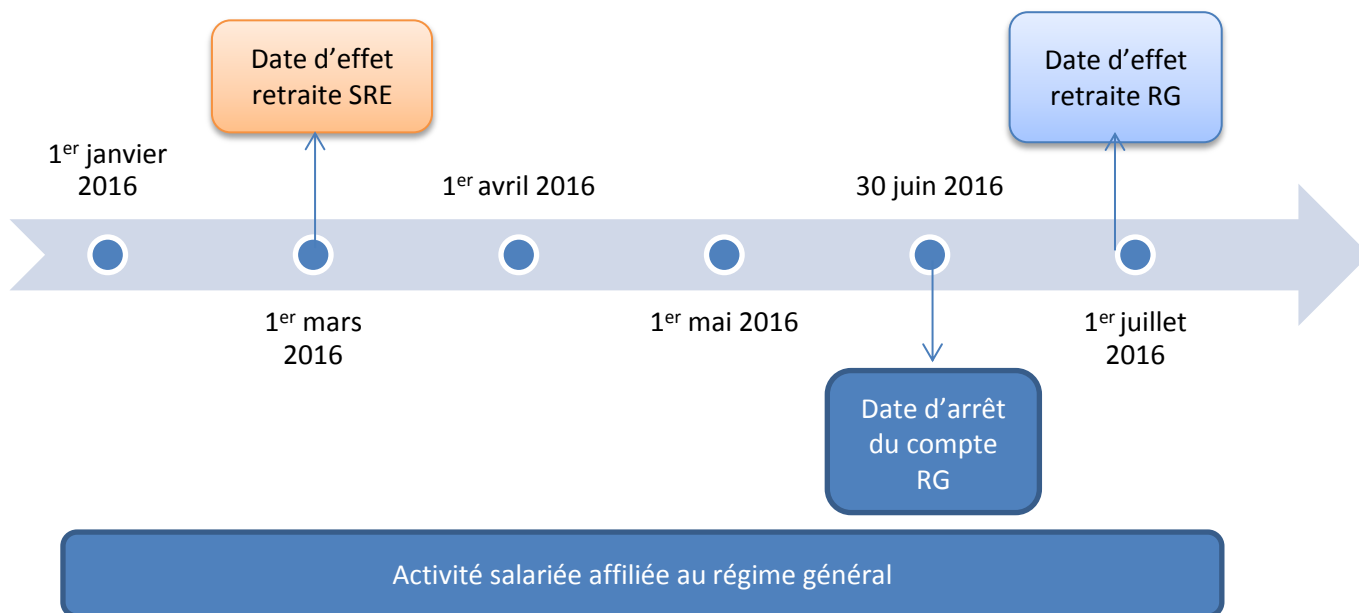 Date d’effet
retraite SRE
Date d’effet
retraite RG
1er janvier
2016
1er avril 2016
30 juin 2016
1er mars
2016
1er mai 2016
1er juillet
2016
Date d’arrêt
du compte
RG
Activité salariée affiliée au régime général